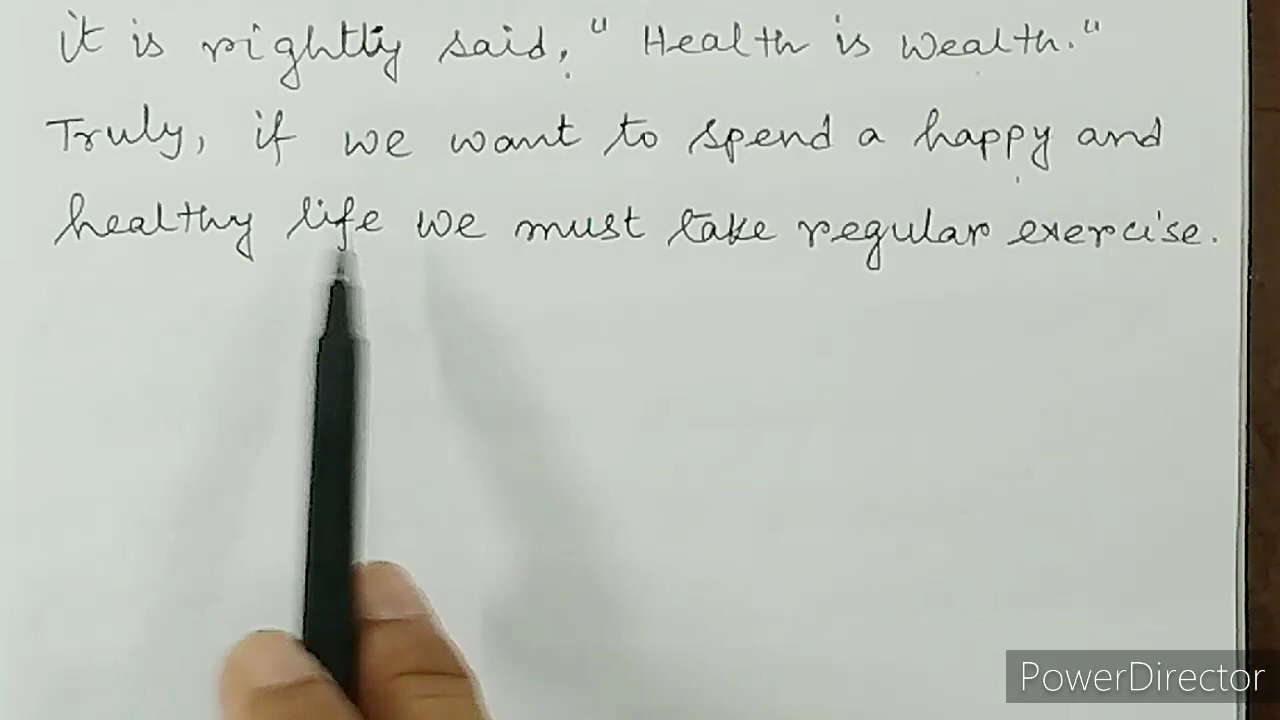 it is rightly said, "Health is wealth."
Truly, if we want to spend a happy and
healthy life we must take regular exercise.
PowerDirector